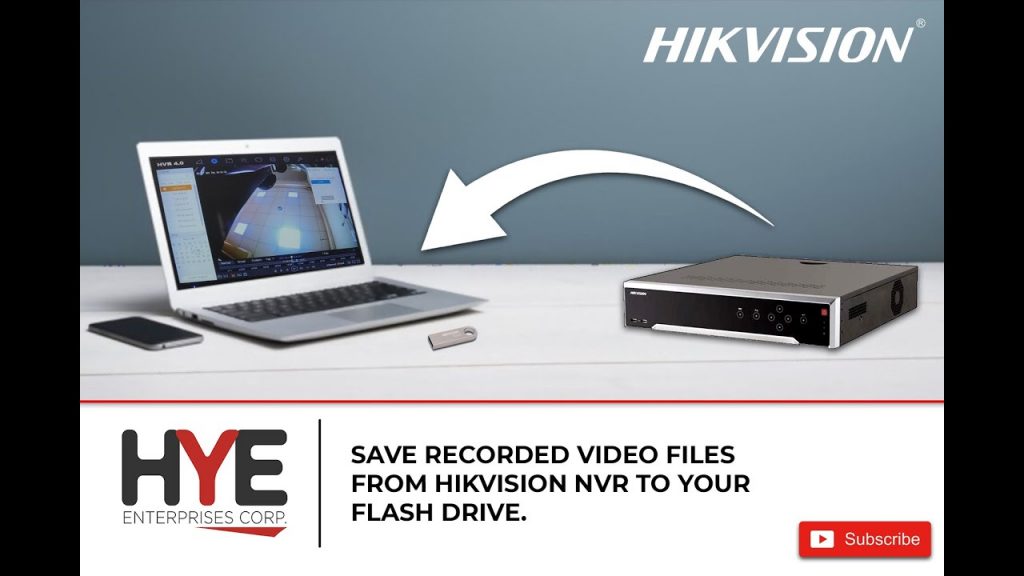 HIKVISION®
HVR 4.0
HIKVISION
HYE
ENTERPRISES CORP.
SAVE RECORDED VIDEO FILES
FROM HIKVISION NVR TO YOUR
FLASH DRIVE.
Subscribe